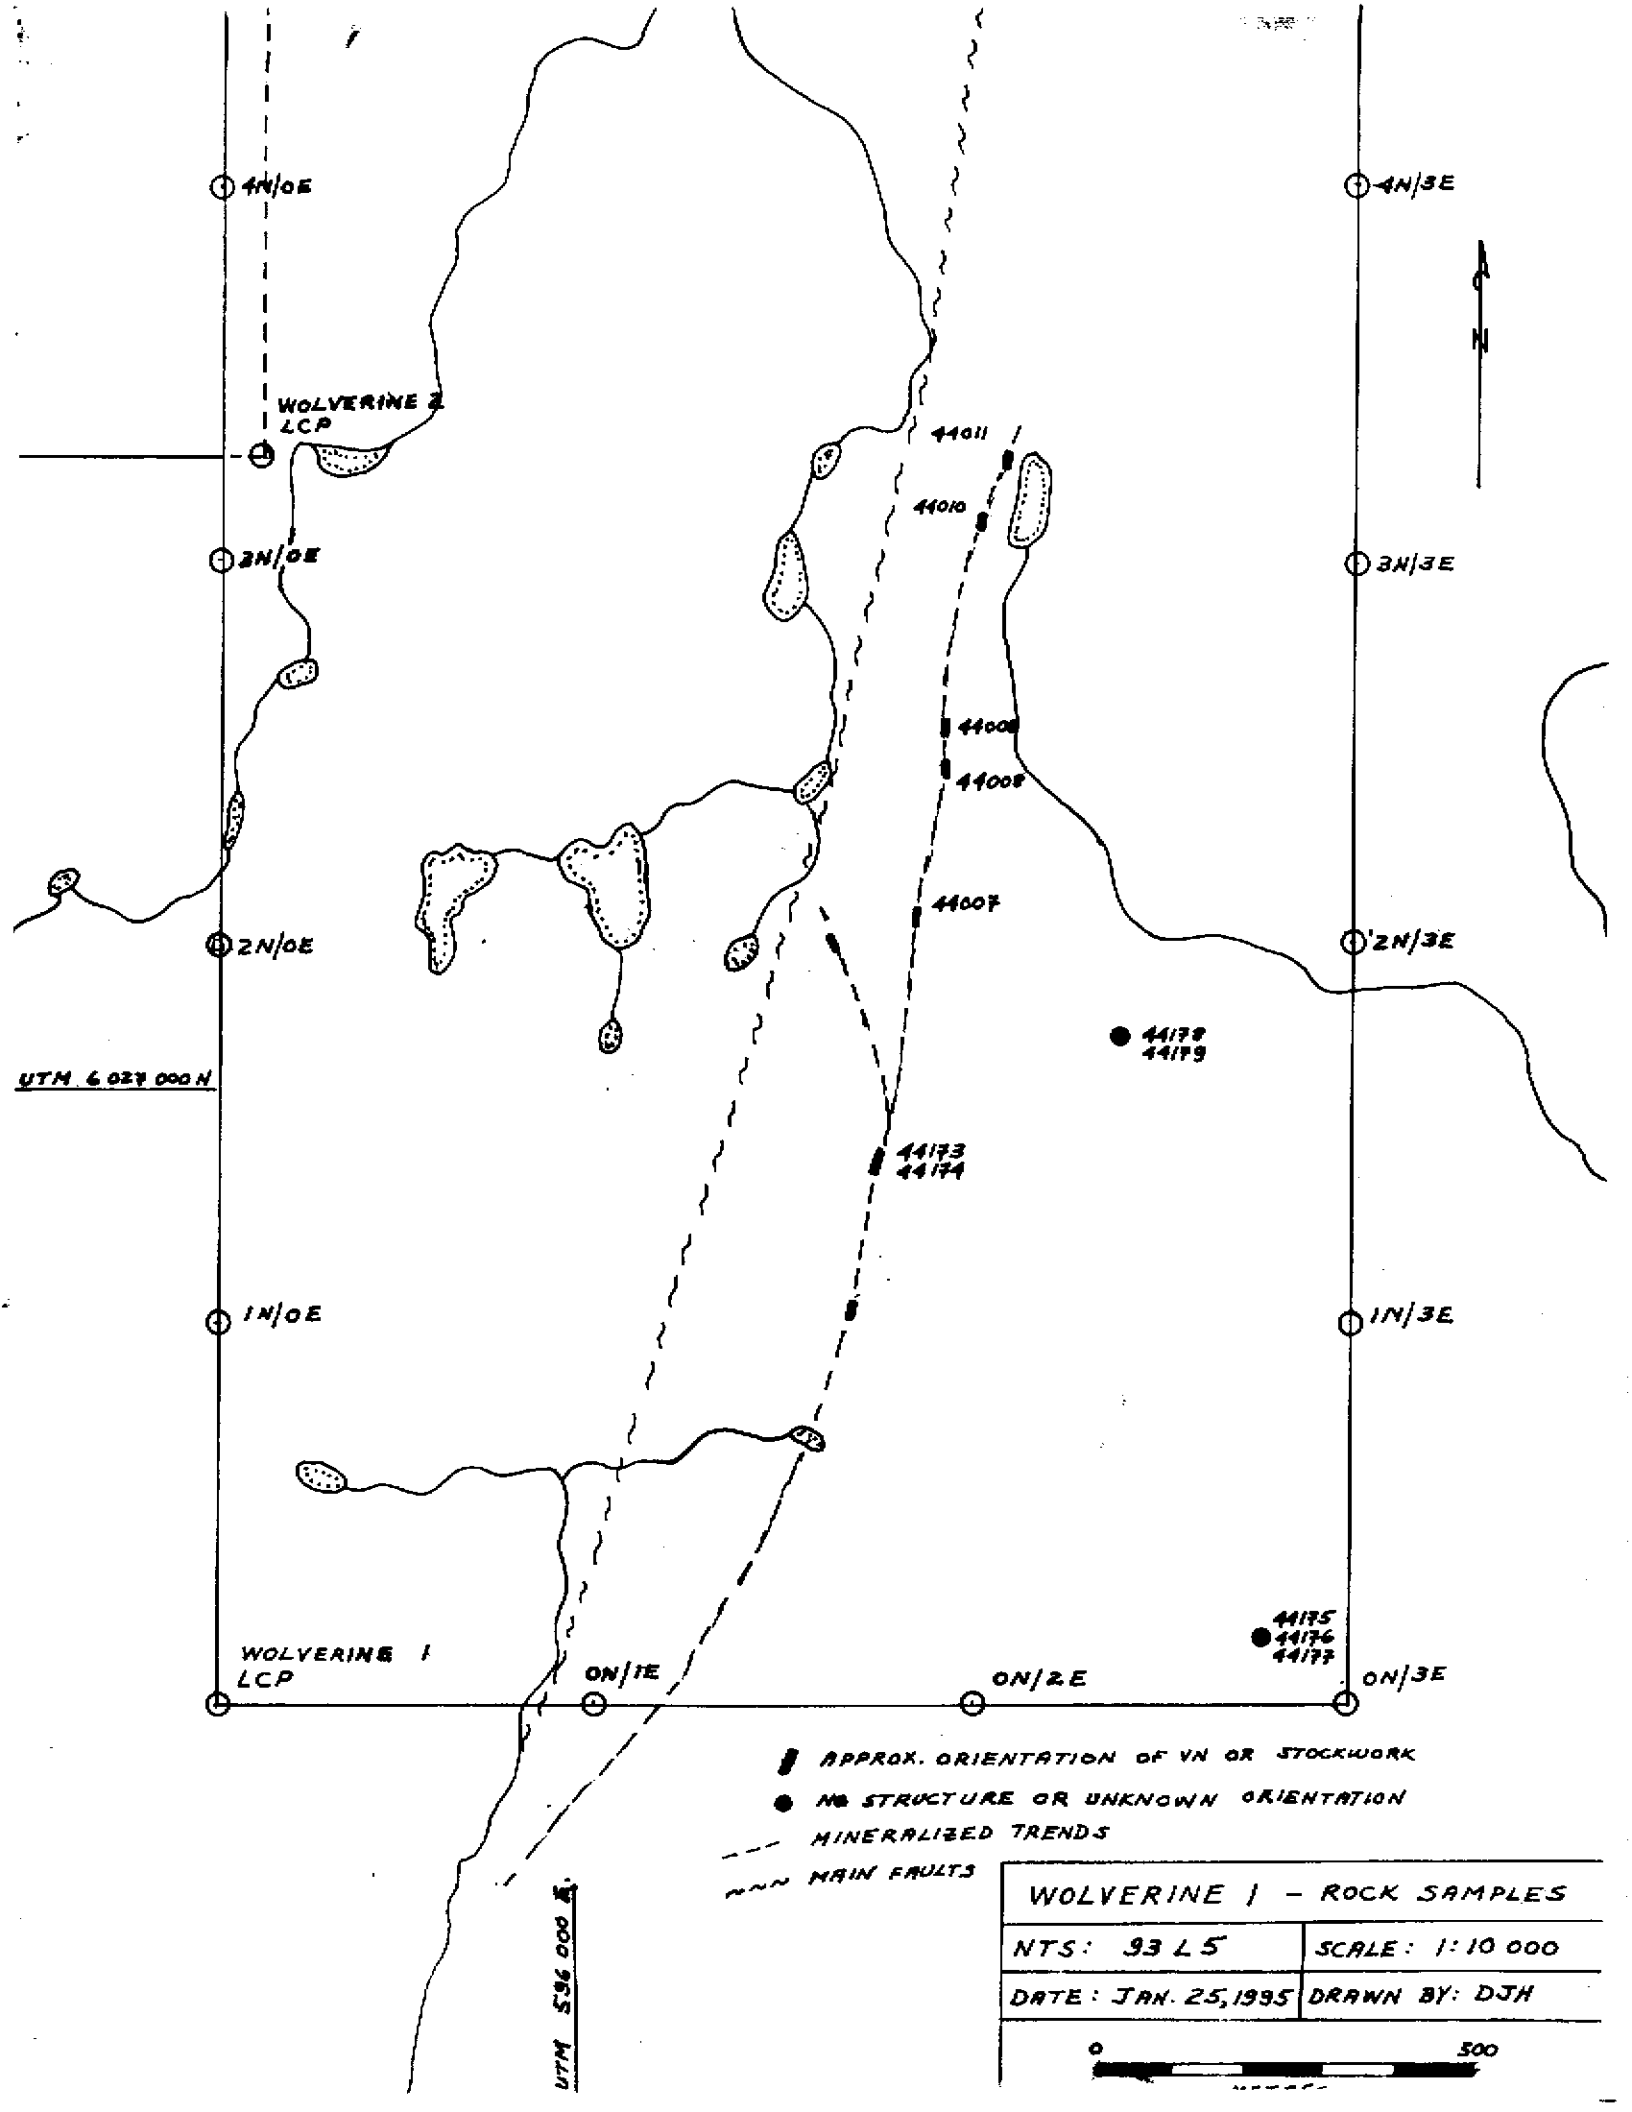 4N/0E
4N/3E
N
WOLVERINE 2
LCP
44011
44010
3N/0E
3N/3E
44008
44007
2N/0E
2N/3E
44178
44179
UTM 6 027 000 N
44173
44174
1N/0E
1N/3E
44175
44176
44177
WOLVERINE 1
LCP
0N/1E
0N/2E
0N/3E
APPROX. ORIENTATION OF VN OR STOCKWORK
NO STRUCTURE OR UNKNOWN ORIENTATION
MINERALIZED TRENDS
MAIN FAULTS
UTM 596 000 E.
WOLVERINE 1 - ROCK SAMPLES
NTS: 93 L 5
SCALE: 1:10 000
DATE: JAN. 25, 1995
DRAWN BY: DJH
0
500